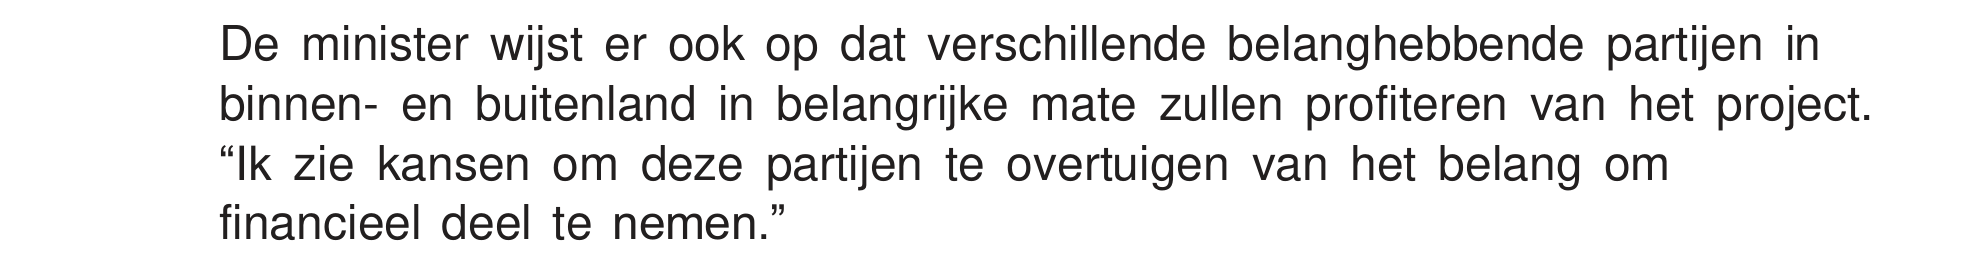 De minister wijst er ook op dat verschillende belanghebbende partijen in
binnen- en buitenland in belangrijke mate zullen profiteren van het project.
“Ik zie kansen om deze partijen te overtuigen van het belang om
financieel deel te nemen.”